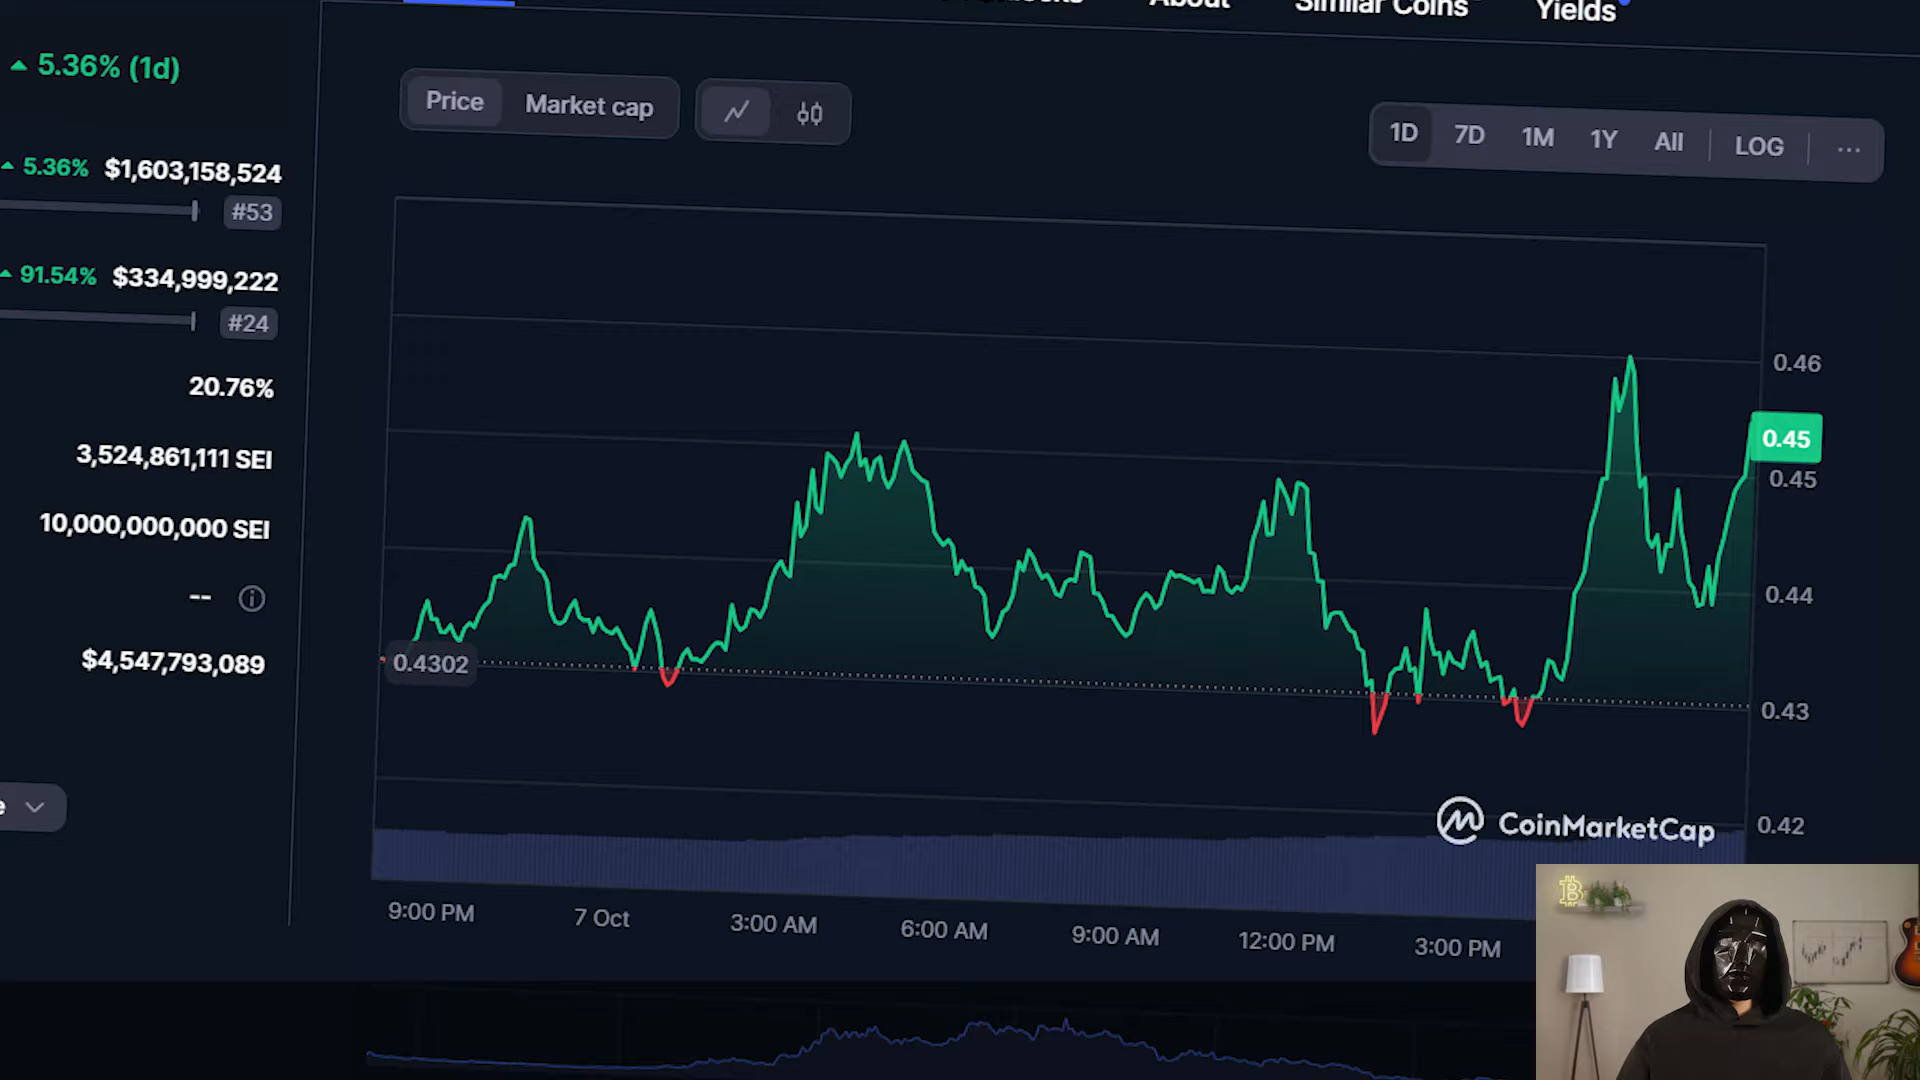 About
Similar Coins
Yields
5.36% (1d)
Price
Market cap
1D
7D
1M
1Y
All
LOG
5.36% $1,603,158,524
#53
91.54% $334,999,222
#24
20.76%
3,524,861,111 SEI
10,000,000,000 SEI
--
$4,547,793,089
0.46
0.45
0.45
0.44
0.4302
0.43
0.42
CoinMarketCap
9:00 PM
7 Oct
3:00 AM
6:00 AM
9:00 AM
12:00 PM
3:00 PM